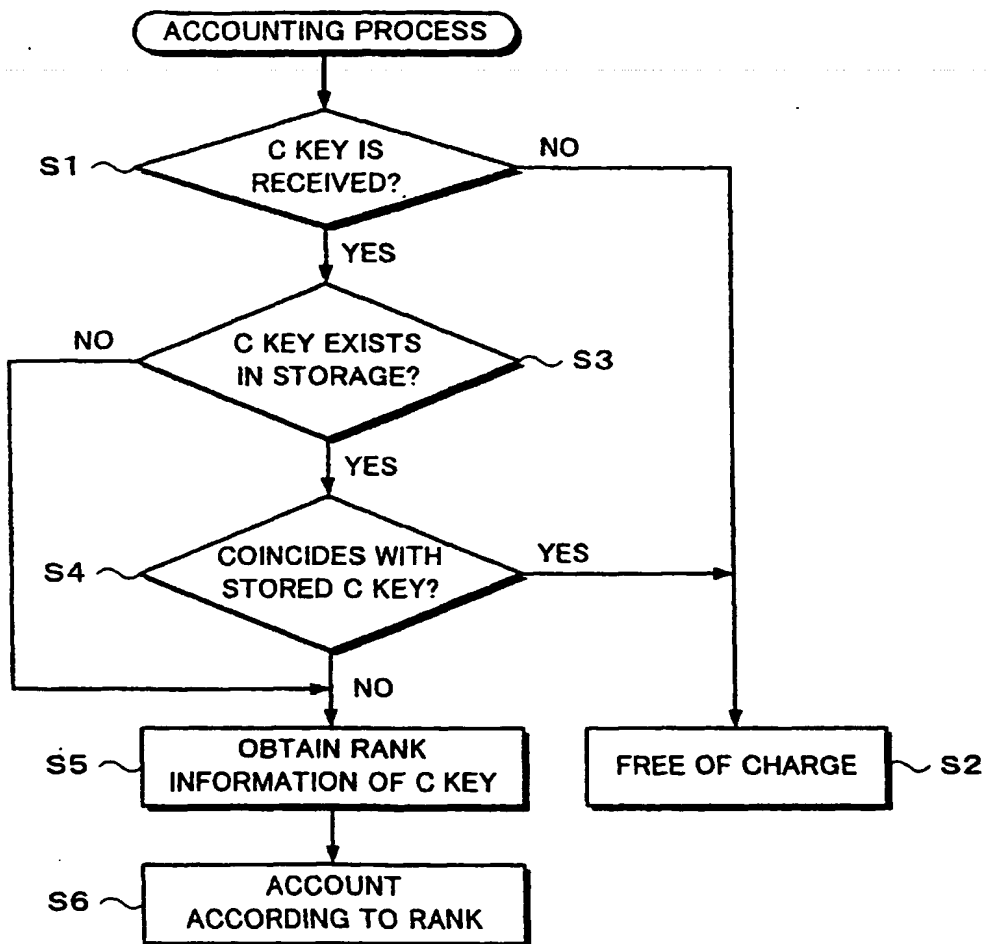 ACCOUNTING PROCESS
S1
C KEY IS
RECEIVED?
NO
YES
NO
C KEY EXISTS
IN STORAGE?
S3
YES
S4
COINCIDES WITH
STORED C KEY?
YES
NO
S5
OBTAIN RANK
INFORMATION OF C KEY
FREE OF CHARGE
S2
S6
ACCOUNT
ACCORDING TO RANK